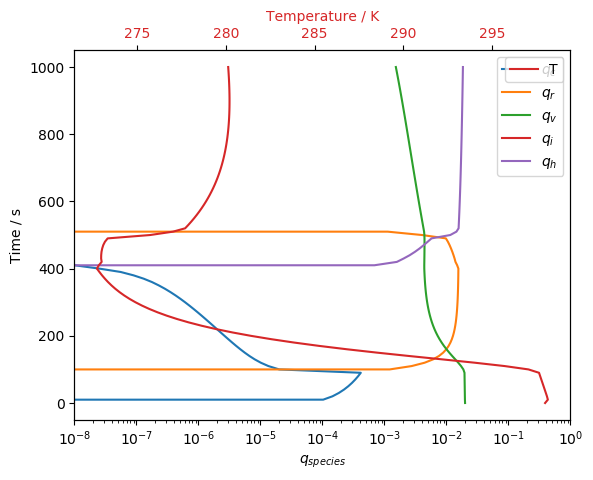 Temperature / K
275 280 285 290 295
1000
800
600
400
200
0
Time / s
T
q_r
q_v
q_i
q_h
10^-8 10^-7 10^-6 10^-5 10^-4 10^-3 10^-2 10^-1 10^0
q_species